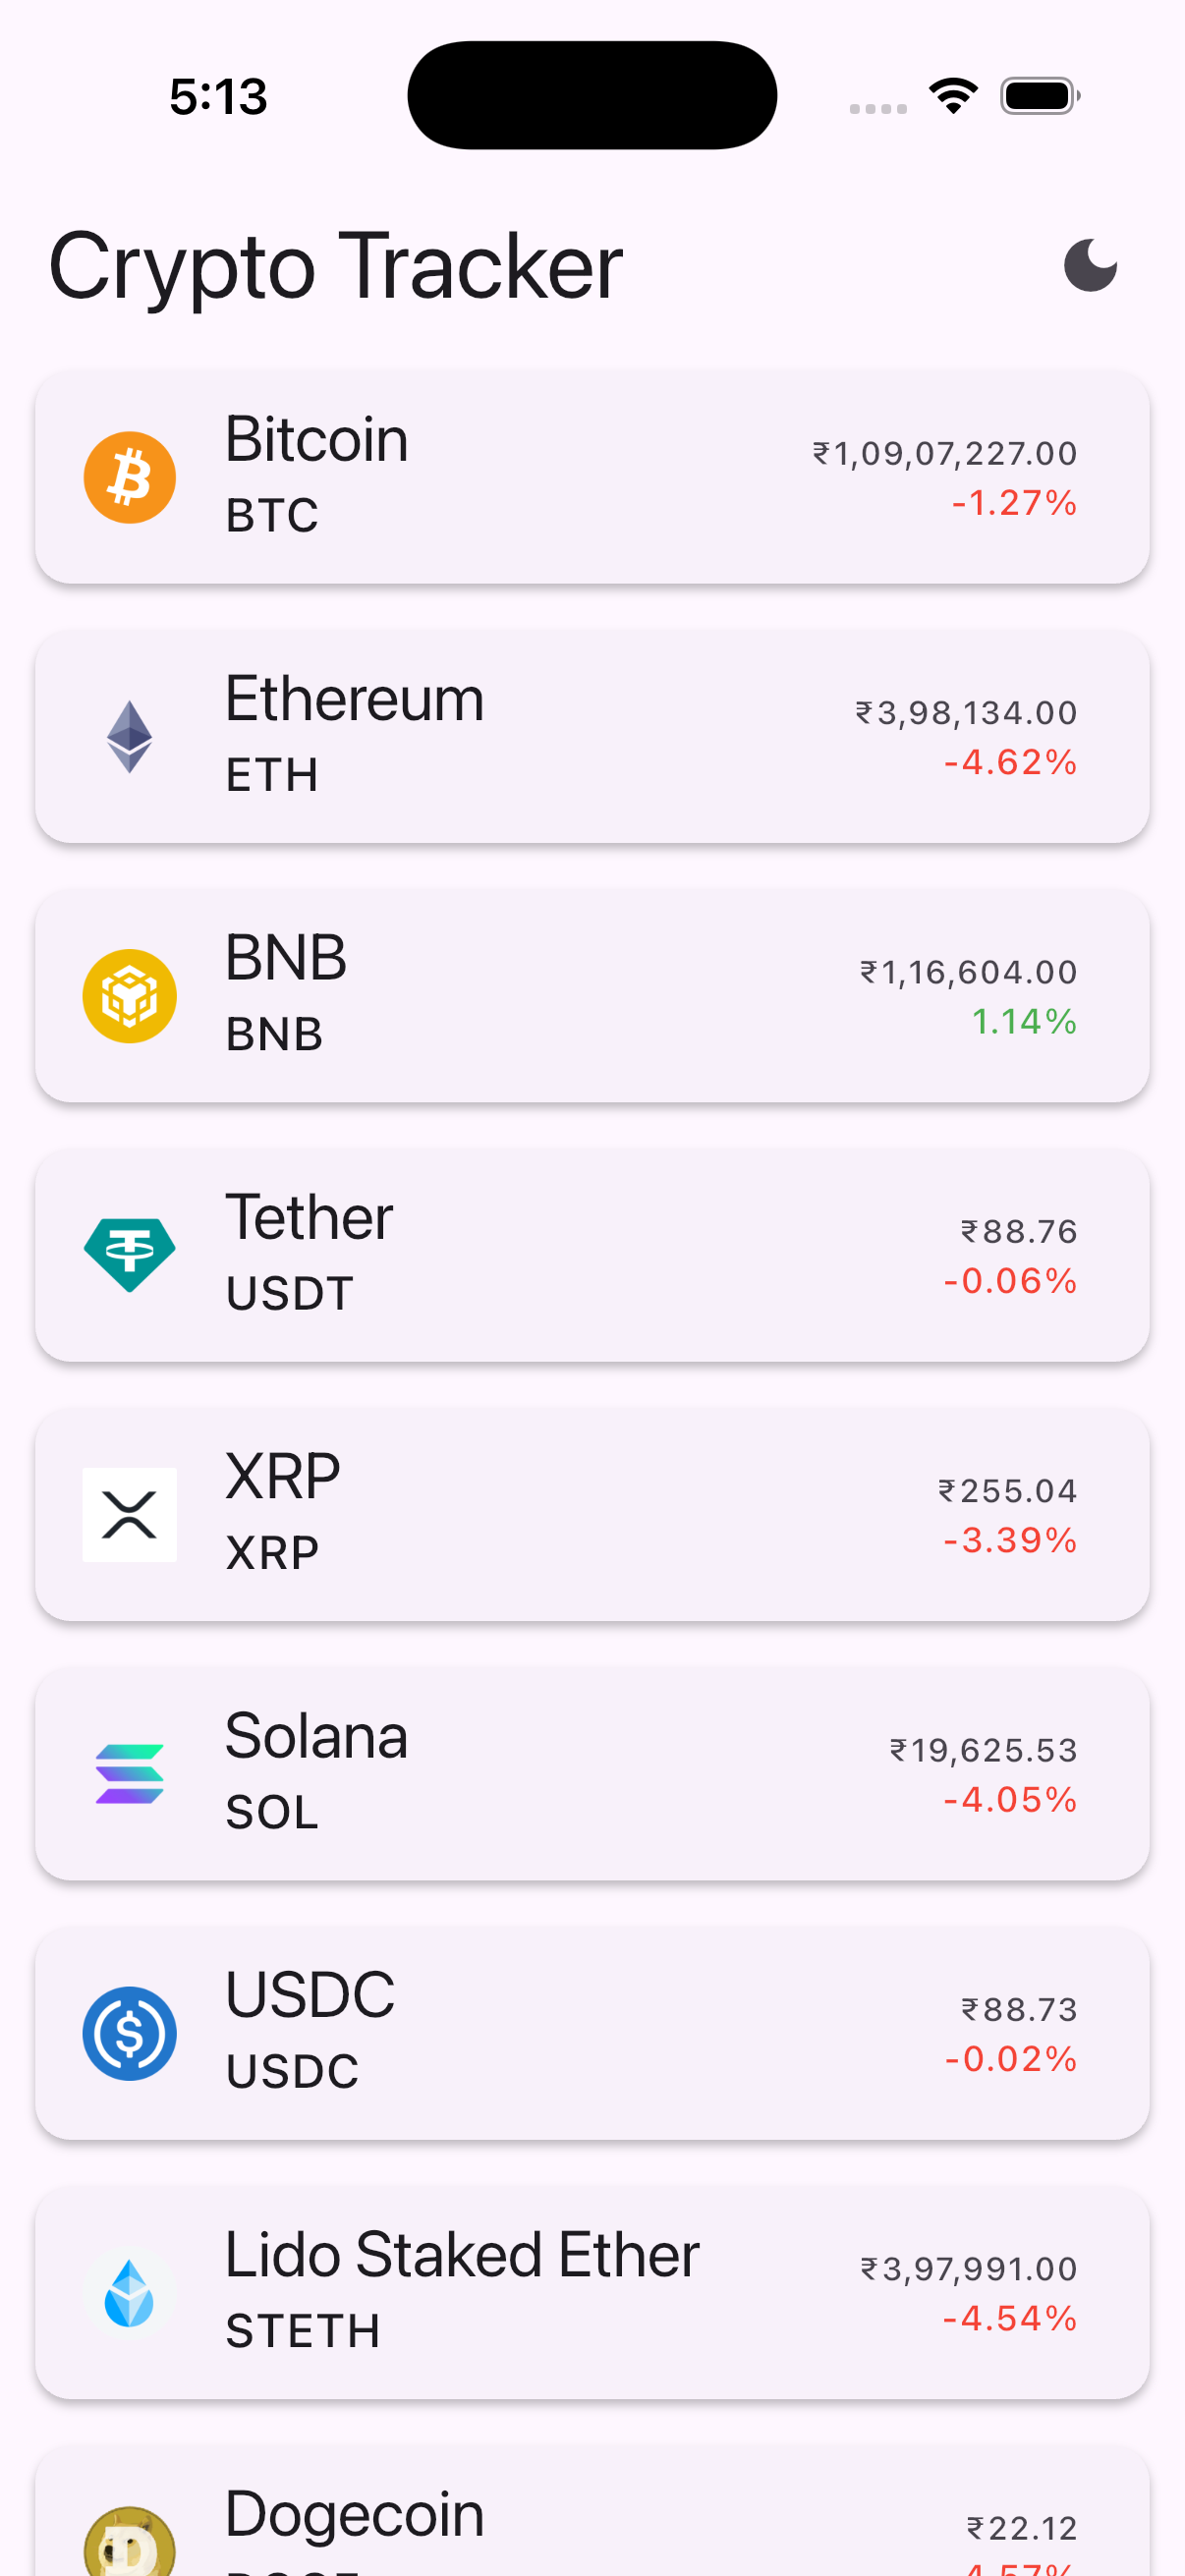 5:13
Crypto Tracker
Bitcoin
₹1,09,07,227.00
BTC
-1.27%
Ethereum
₹3,98,134.00
ETH
-4.62%
BNB
₹1,16,604.00
BNB
1.14%
Tether
₹88.76
USDT
-0.06%
XRP
₹255.04
XRP
-3.39%
Solana
₹19,625.53
SOL
-4.05%
USDC
₹88.73
USDC
-0.02%
Lido Staked Ether
₹3,97,991.00
STETH
-4.54%
Dogecoin
₹22.12